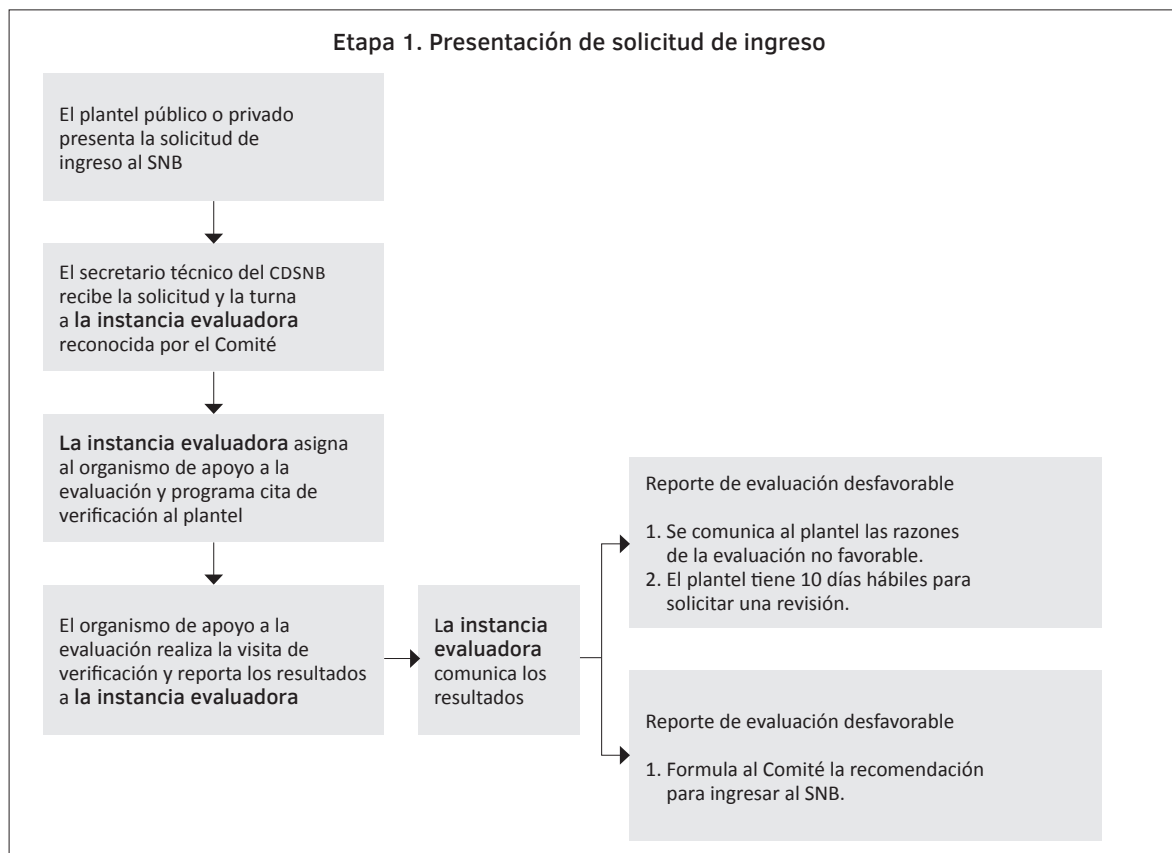 Etapa 1. Presentación de solicitud de ingreso
El plantel público o privado
presenta la solicitud de
ingreso al SNB
El secretario técnico del CDSNB
recibe la solicitud y la turna
a la instancia evaluadora
reconocida por el Comité
La instancia evaluadora asigna
al organismo de apoyo a la
evaluación y programa cita de
verificación al plantel
El organismo de apoyo a la
evaluación realiza la visita de
verificación y reporta los resultados
a la instancia evaluadora
La instancia
evaluadora
comunica los
resultados
Reporte de evaluación desfavorable
1. Se comunica al plantel las razones
de la evaluación no favorable.
2. El plantel tiene 10 días hábiles para
solicitar una revisión.
Reporte de evaluación desfavorable
1. Formula al Comité la recomendación
para ingresar al SNB.